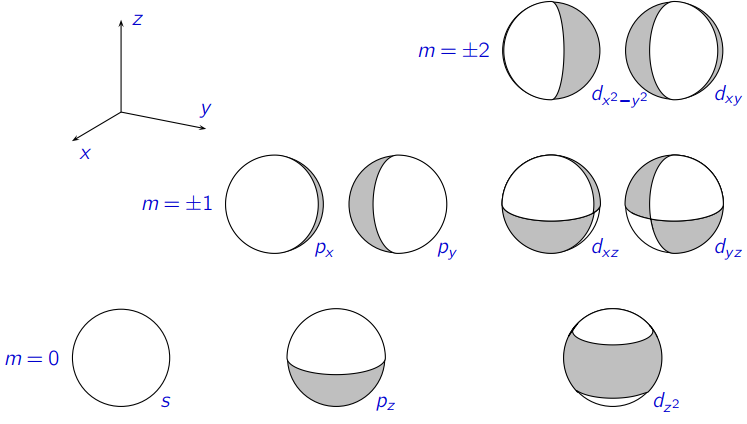 z
m = ±2
d_{x²−y²}
d_{xy}
y
x
m = ±1
p_x
p_y
d_{xz}
d_{yz}
m = 0
s
p_z
d_{z²}